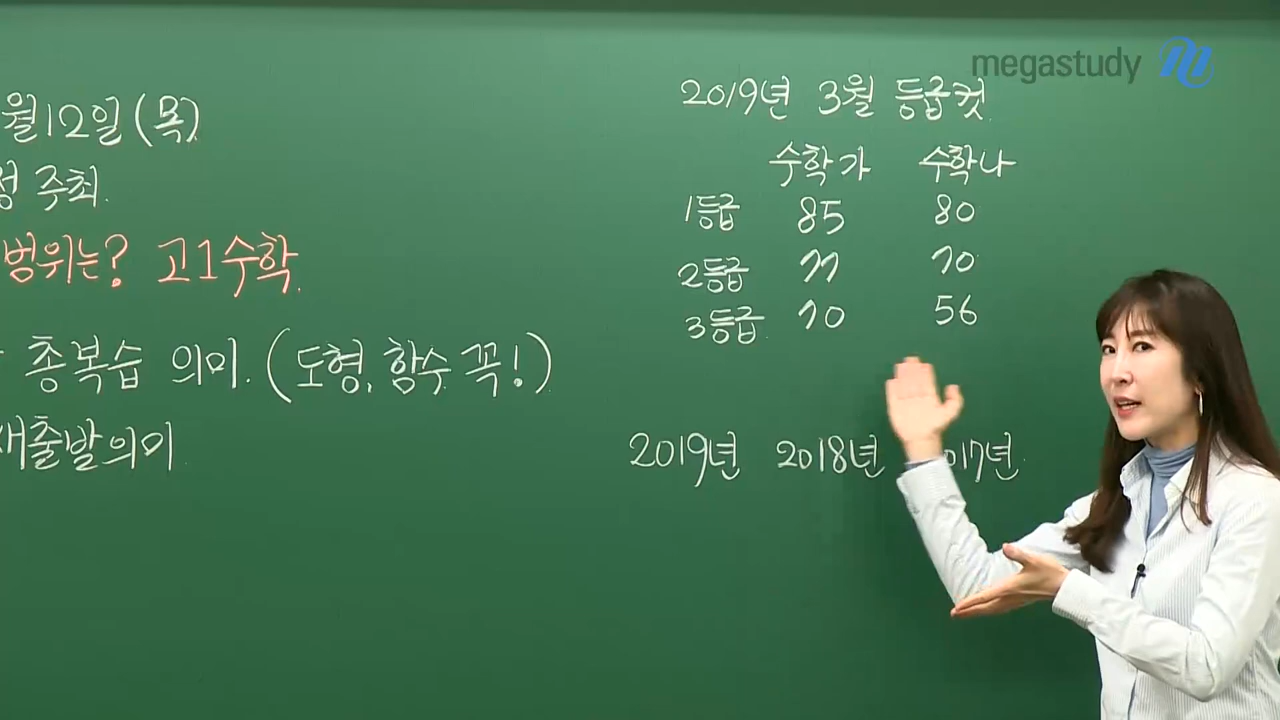 megastudy
월 12일 (목)
정 주최.
범위는? 고1수학.
총복습 의미. (도형, 함수 꼭!)
새출발의미
2019년 3월 등급컷
수학가 수학나
1등급 85 80
2등급 77 70
3등급 70 56
2019년 2018년 017년